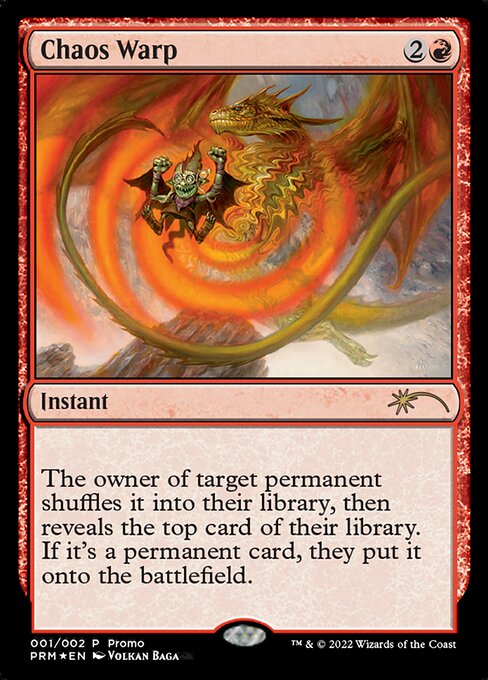 Chaos Warp 2
Instant
The owner of target permanent
shuffles it into their library, then
reveals the top card of their library.
If it's a permanent card, they put it
onto the battlefield.
001/002 P Promo
PRM★EN VOLKAN BAGA
™ & © 2022 Wizards of the Coast